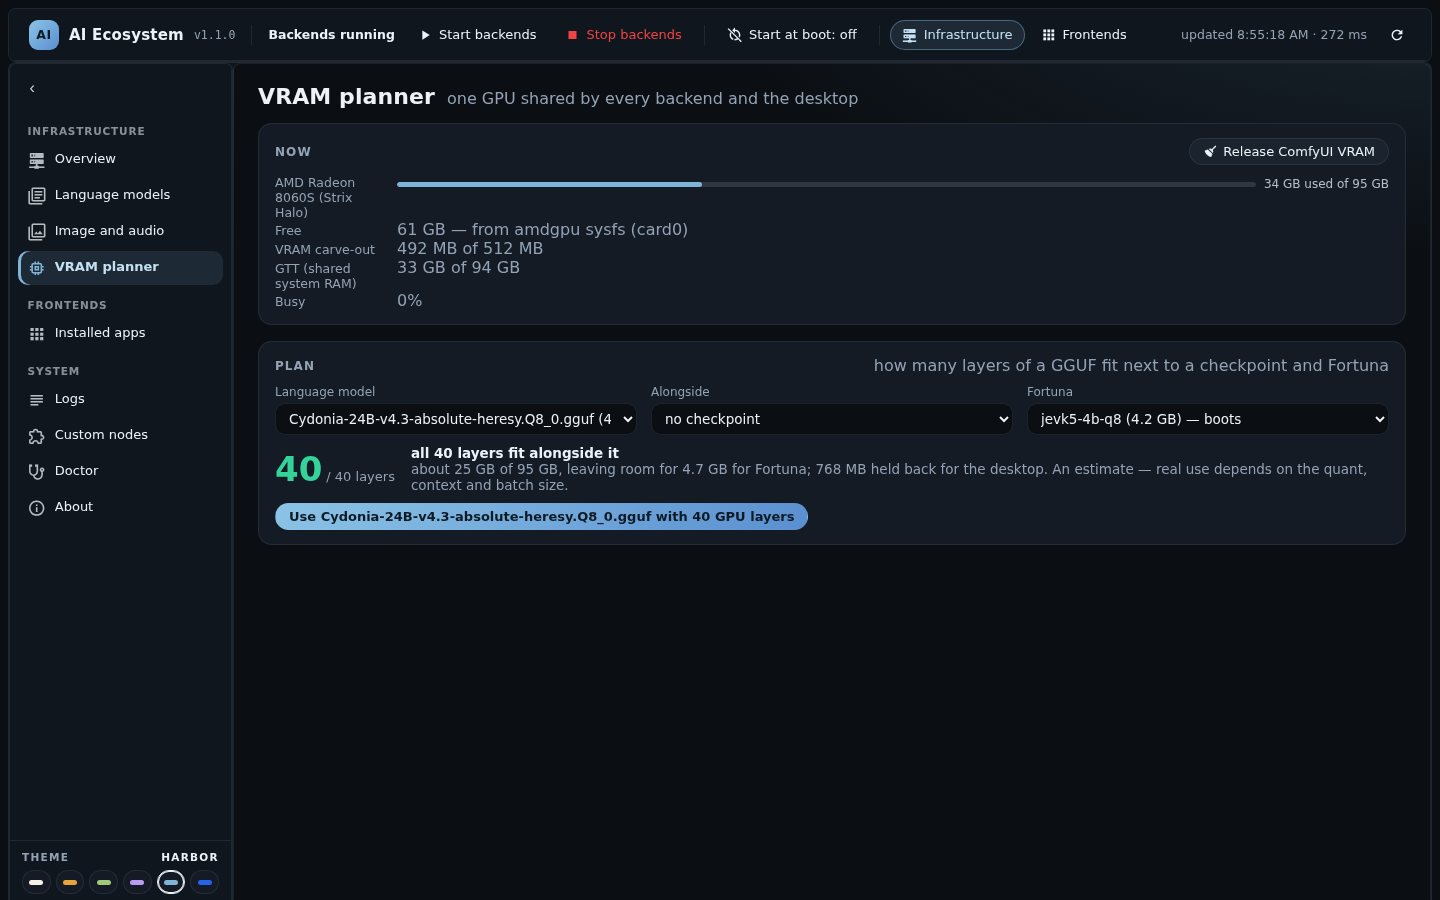 AI AI Ecosystem v1.1.0 Backends running Start backends Stop backends Start at boot: off Infrastructure Frontends updated 8:55:18 AM · 272 ms
‹
INFRASTRUCTURE
Overview
Language models
Image and audio
VRAM planner
FRONTENDS
Installed apps
SYSTEM
Logs
Custom nodes
Doctor
About
THEME HARBOR
VRAM planner one GPU shared by every backend and the desktop
NOW Release ComfyUI VRAM
AMD Radeon
8060S (Strix
Halo)
34 GB used of 95 GB
Free 61 GB — from amdgpu sysfs (card0)
VRAM carve-out 492 MB of 512 MB
GTT (shared
system RAM)
33 GB of 94 GB
Busy 0%
PLAN how many layers of a GGUF fit next to a checkpoint and Fortuna
Language model Alongside Fortuna
Cydonia-24B-v4.3-absolute-heresy.Q8_0.gguf (4 no checkpoint jevk5-4b-q8 (4.2 GB) — boots
40 / 40 layers
all 40 layers fit alongside it
about 25 GB of 95 GB, leaving room for 4.7 GB for Fortuna; 768 MB held back for the desktop. An estimate — real use depends on the quant,
context and batch size.
Use Cydonia-24B-v4.3-absolute-heresy.Q8_0.gguf with 40 GPU layers